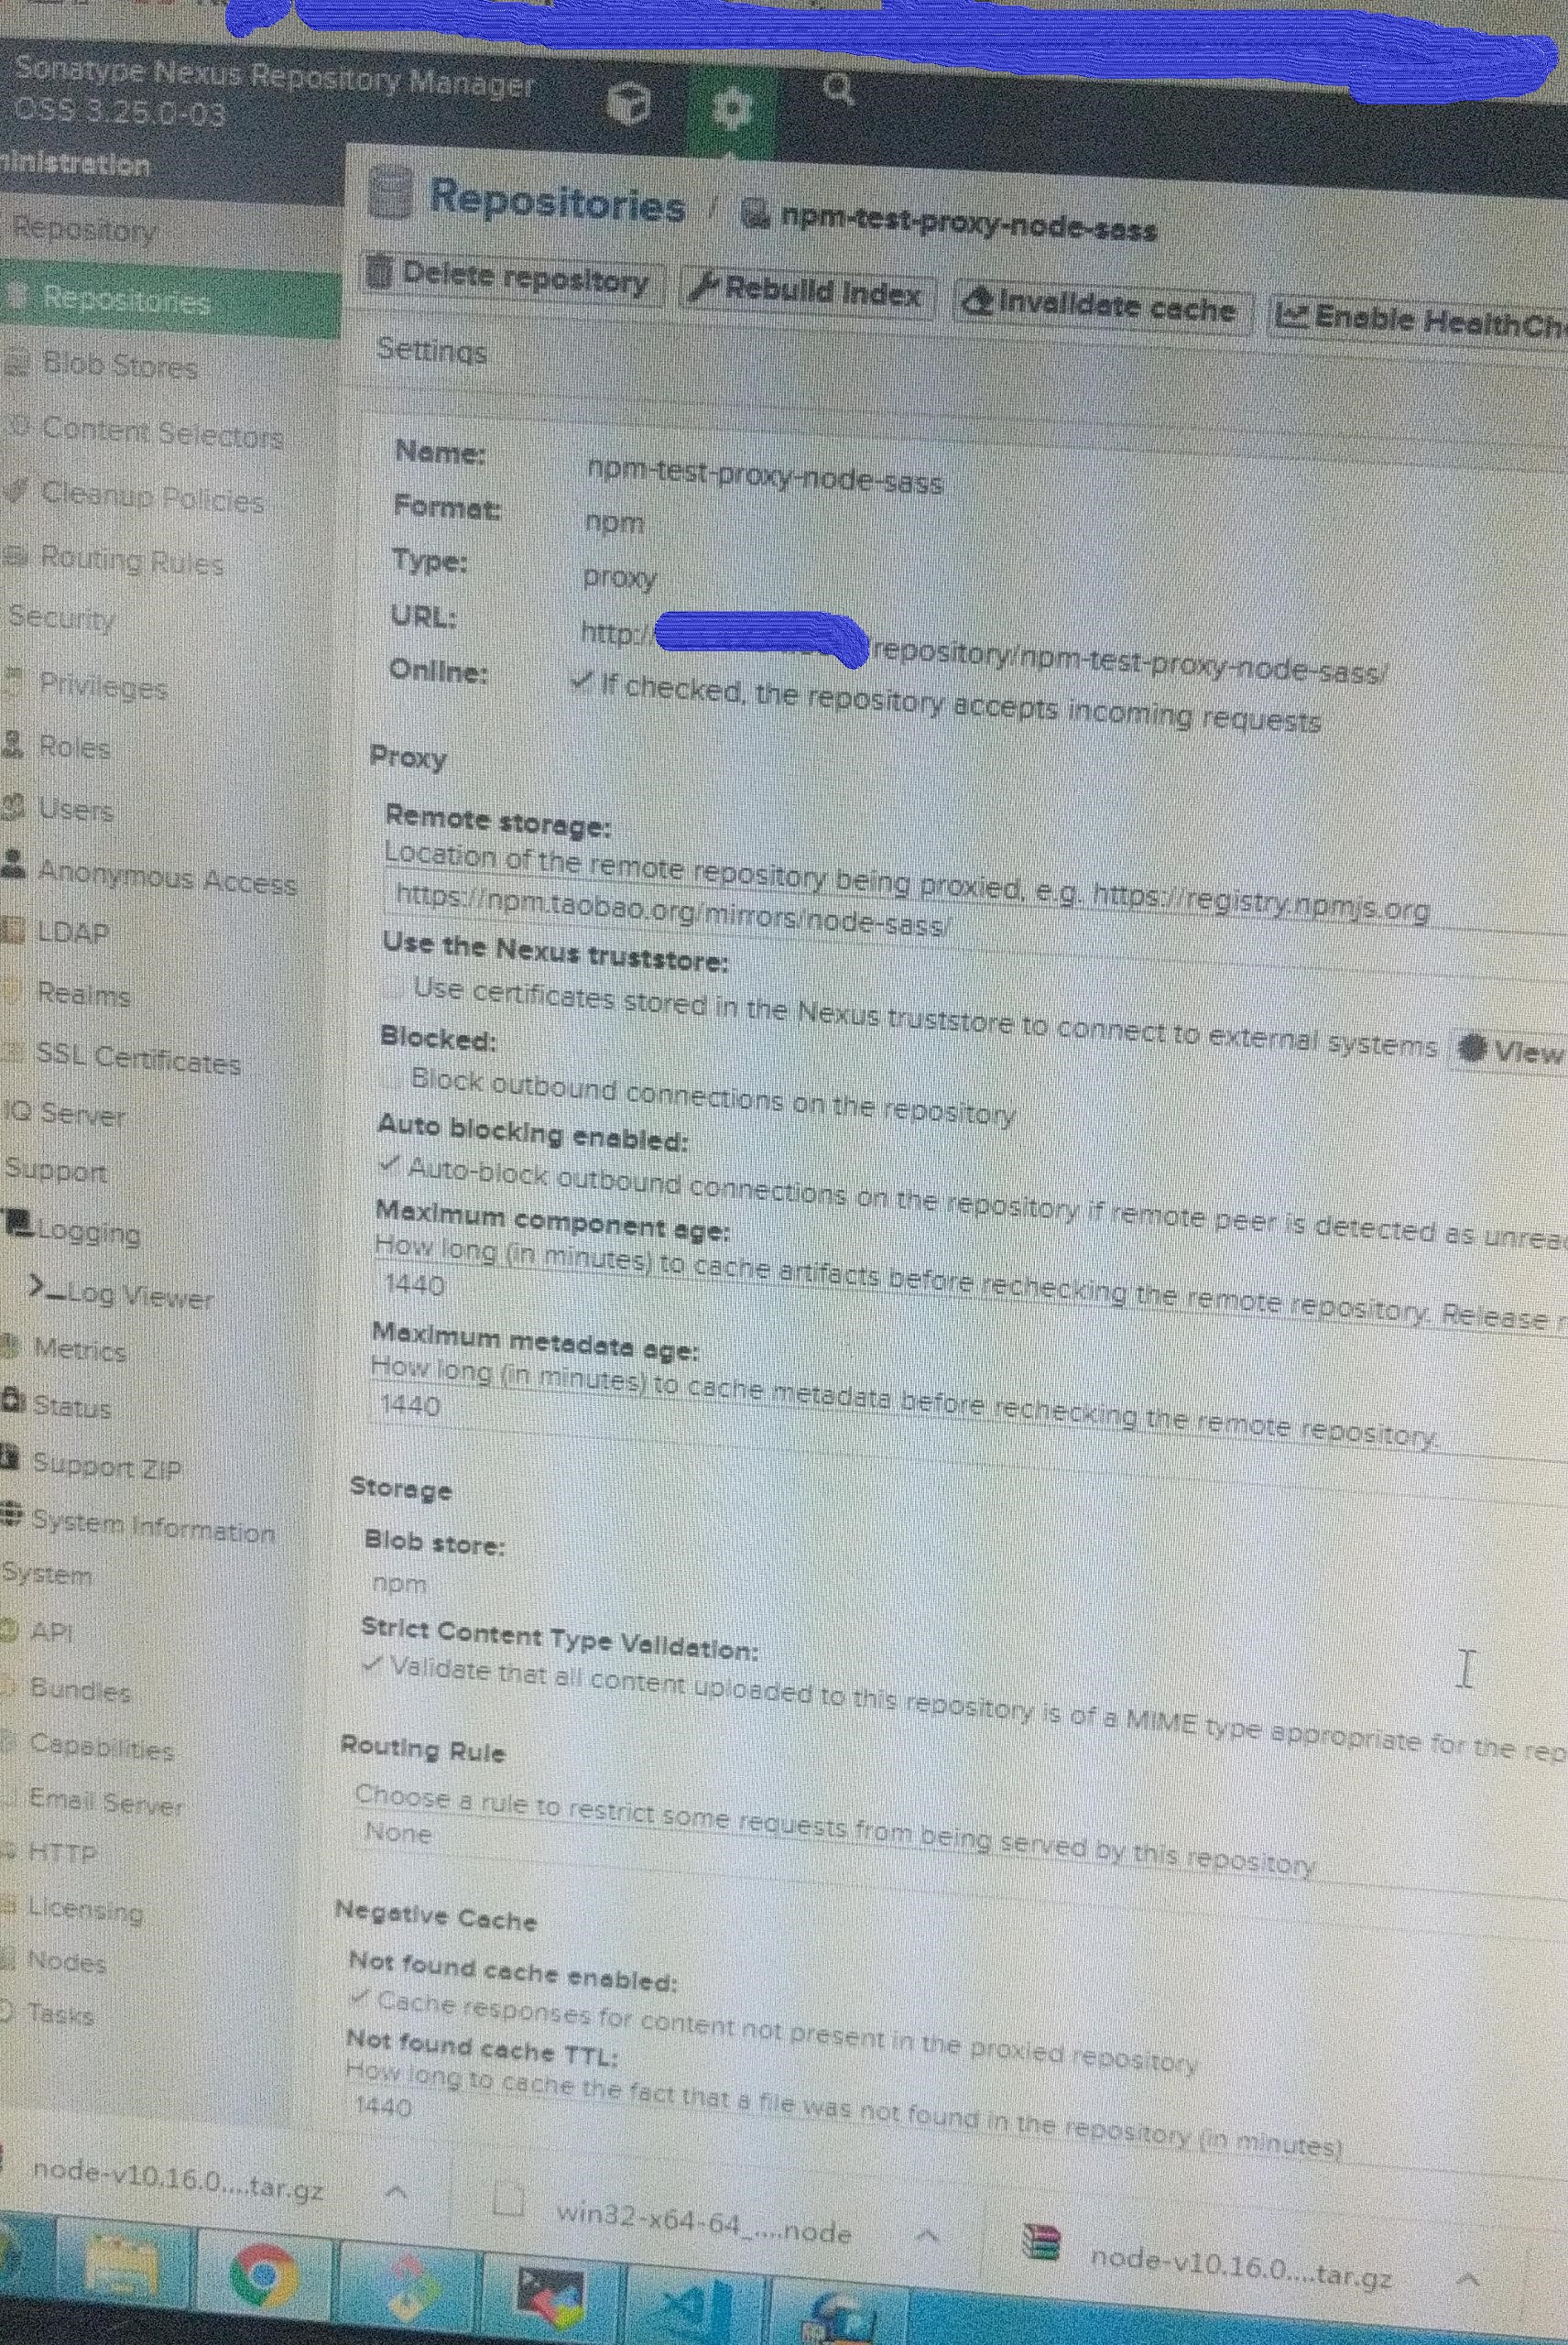 Sonatype Nexus Repository Manager
OSS 3.25.0-03
ministration
Repositories / npm-test-proxy-node-sass
Delete repository Rebuild index Invalidate cache Enable HealthCh
Settings
Repository
Repositories
Blob Stores
Content Selectors
Cleanup Policies
Routing Rules
Security
Privileges
Roles
Users
Anonymous Access
LDAP
Realms
SSL Certificates
IQ Server
Support
Logging
Log Viewer
Metrics
Status
Support ZIP
System Information
System
API
Bundles
Capabilities
Email Server
HTTP
Licensing
Nodes
Tasks
Name: npm-test-proxy-node-sass
Format: npm
Type: proxy
URL: http:/ repository/npm-test-proxy-node-sass/
Online: If checked, the repository accepts incoming requests
Proxy
Remote storage:
Location of the remote repository being proxied, e.g. https://registry.npmjs.org
https://npm.taobao.org/mirrors/node-sass/
Use the Nexus truststore:
Use certificates stored in the Nexus truststore to connect to external systems View
Blocked:
Block outbound connections on the repository
Auto blocking enabled:
Auto-block outbound connections on the repository if remote peer is detected as unreac
Maximum component age:
How long (in minutes) to cache artifacts before rechecking the remote repository. Release r
1440
Maximum metadata age:
How long (in minutes) to cache metadata before rechecking the remote repository.
1440
Storage
Blob store:
npm
Strict Content Type Validation:
Validate that all content uploaded to this repository is of a MIME type appropriate for the rep
Routing Rule
Choose a rule to restrict some requests from being served by this repository
None
Negative Cache
Not found cache enabled:
Cache responses for content not present in the proxied repository
Not found cache TTL:
How long to cache the fact that a file was not found in the repository (in minutes)
1440
node-v10.16.0....tar.gz win32-x64-64_....node node-v10.16.0....tar.gz